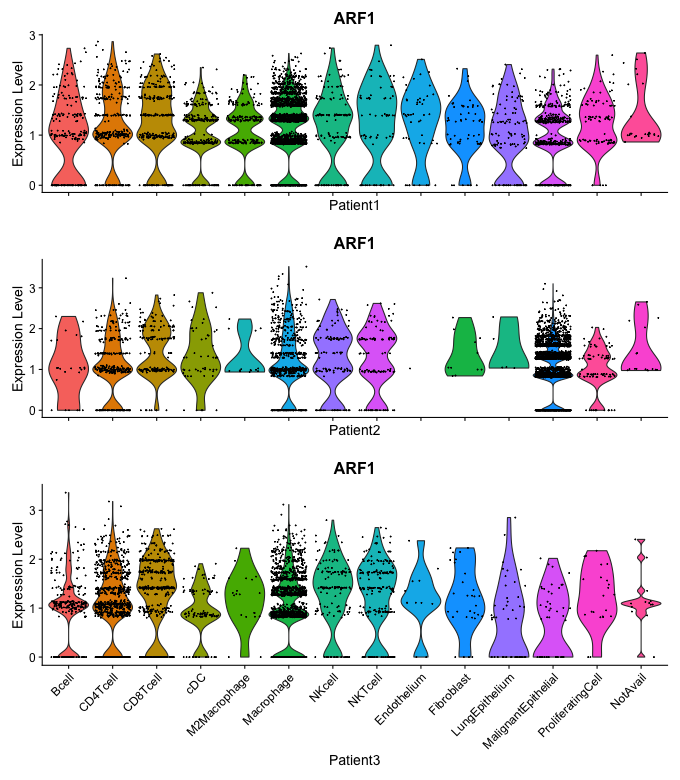 ARF1
Expression Level
3
2
1
0
Patient1
ARF1
Expression Level
3
2
1
0
Patient2
ARF1
Expression Level
3
2
1
0
Bcell
CD4Tcell
CD8Tcell
cDC
M2Macrophage
Macrophage
NKcell
NKTcell
Endothelium
Fibroblast
LungEpithelium
MalignantEpithelial
ProliferatingCell
NotAvail
Patient3